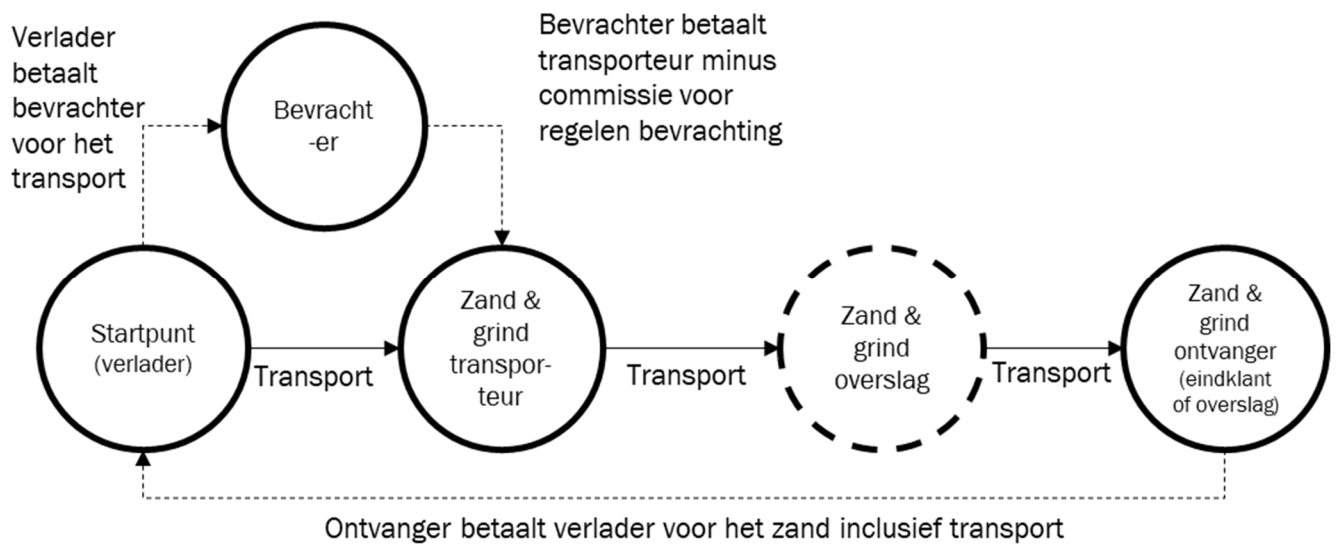 Verlader
betaalt
bevrachter
voor het
transport
Bevracht
-er
Bevrachter betaalt
transporteur minus
commissie voor
regelen bevrachting
Startpunt
(verlader)
Transport
Zand &
grind
transpor-
teur
Transport
Zand &
grind
overslag
Transport
Zand &
grind
ontvanger
(eindklant
of overslag)
Ontvanger betaalt verlader voor het zand inclusief transport